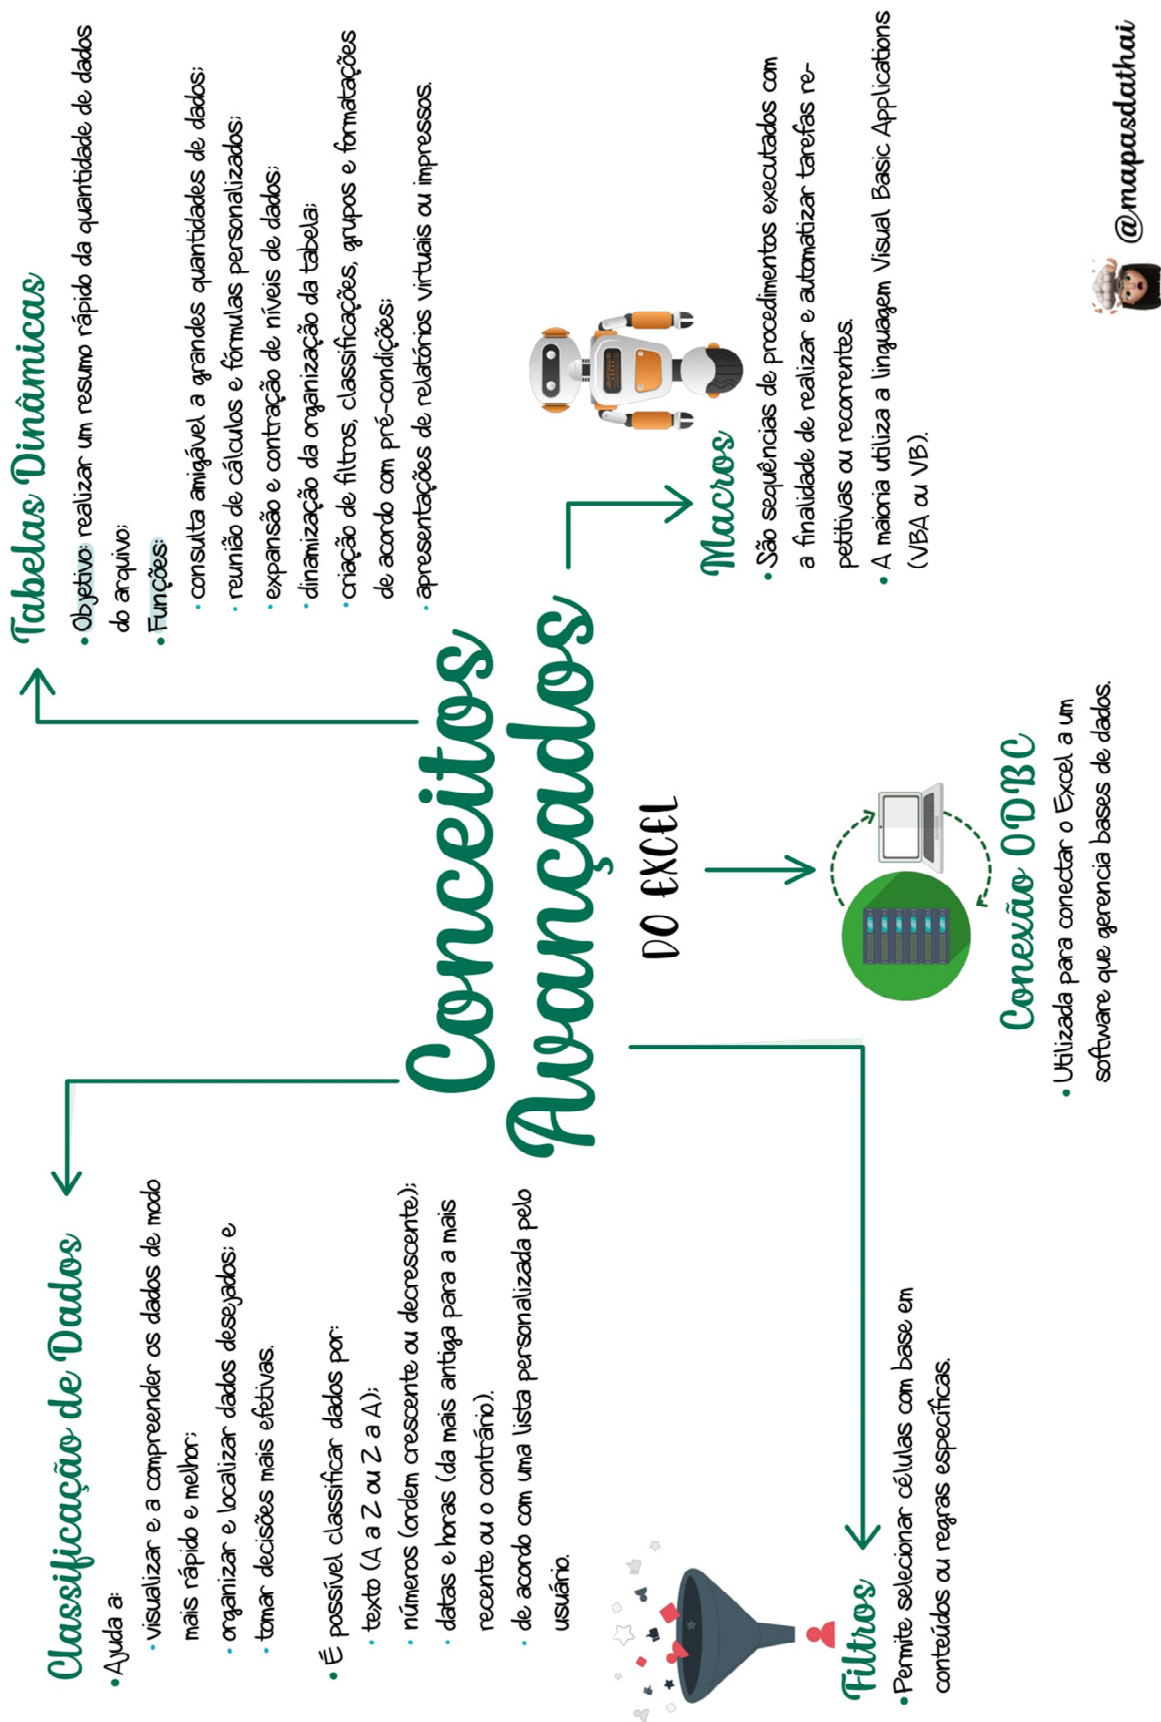 Classificação de Dados
• Ajuda a:
• visualizar e a compreender os dados de modo
mais rápido e melhor;
• organizar e localizar dados desejados; e
• tomar decisões mais efetivas.
• É possível classificar dados por:
• texto (A a Z ou Z a A);
• números (ordem crescente ou decrescente);
• datas e horas (da mais antiga para a mais
recente ou o contrário).
• de acordo com uma lista personalizada pelo
usuário.
Tabelas Dinâmicas
• Objetivo: realizar um resumo rápido da quantidade de dados
do arquivo;
• Funções:
• consulta amigável a grandes quantidades de dados;
• reunião de cálculos e fórmulas personalizados;
• expansão e contração de níveis de dados;
• dinamização da organização da tabela;
• criação de filtros, classificações, grupos e formatações
de acordo com pré-condições;
• apresentações de relatórios virtuais ou impressos.
Conceitos
Avançados
DO EXCEL
Filtros
• Permite selecionar células com base em
conteúdos ou regras específicas.
Conexão ODBC
• Utilizada para conectar o Excel a um
software que gerencia bases de dados.
Macros
• São sequências de procedimentos executados com
a finalidade de realizar e automatizar tarefas re-
petitivas ou recorrentes.
• A maioria utiliza a linguagem Visual Basic Applications
(VBA ou VB).
@mapasdathai